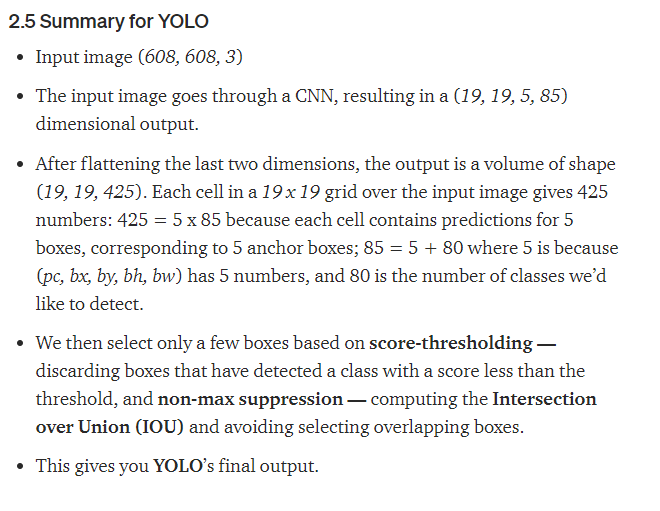 2.5 Summary for YOLO
• Input image (608, 608, 3)
• The input image goes through a CNN, resulting in a (19, 19, 5, 85)
dimensional output.
• After flattening the last two dimensions, the output is a volume of shape
(19, 19, 425). Each cell in a 19 x 19 grid over the input image gives 425
numbers: 425 = 5 x 85 because each cell contains predictions for 5
boxes, corresponding to 5 anchor boxes; 85 = 5 + 80 where 5 is because
(pc, bx, by, bh, bw) has 5 numbers, and 80 is the number of classes we’d
like to detect.
• We then select only a few boxes based on score-thresholding —
discarding boxes that have detected a class with a score less than the
threshold, and non-max suppression — computing the Intersection
over Union (IOU) and avoiding selecting overlapping boxes.
• This gives you YOLO’s final output.